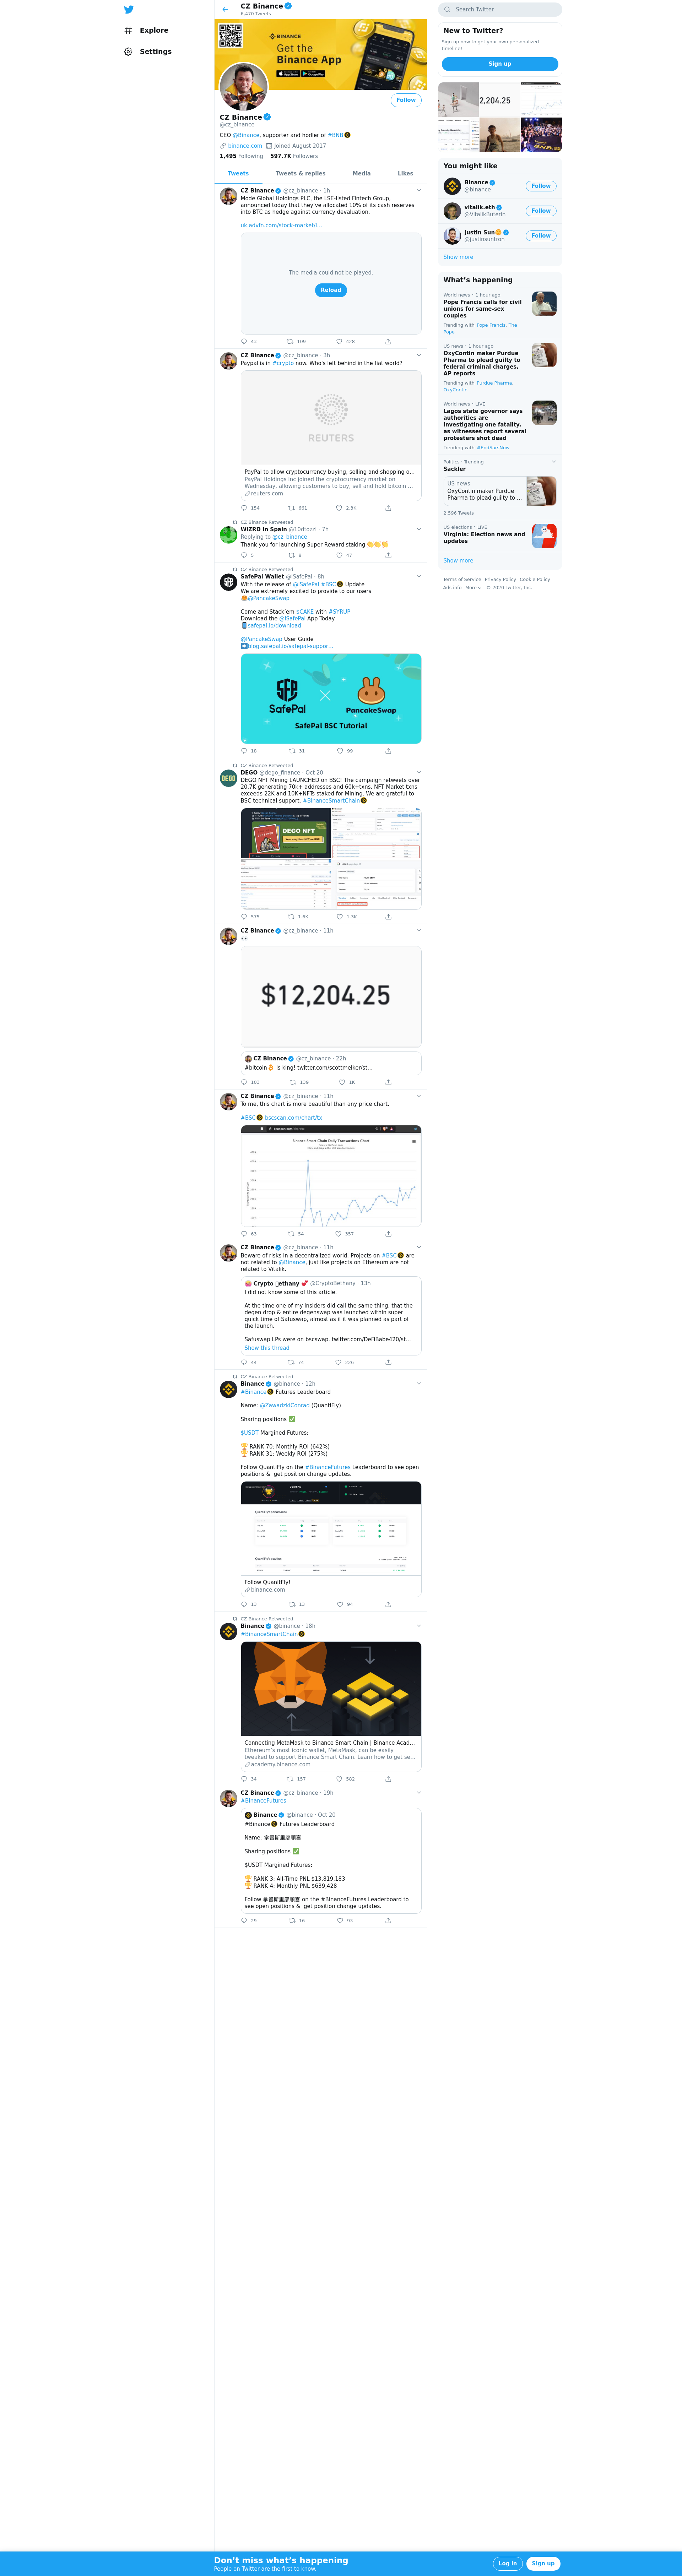 Explore
Settings
CZ Binance
6,470 Tweets
BINANCE
Get the
Binance App
App Store
Google Play
Follow
CZ Binance
@cz_binance
CEO @Binance, supporter and hodler of #BNB
binance.com Joined August 2017
1,495 Following 597.7K Followers
Tweets Tweets & replies Media Likes
CZ Binance @cz_binance · 1h
Mode Global Holdings PLC, the LSE-listed Fintech Group,
announced today that they've allocated 10% of its cash reserves
into BTC as hedge against currency devaluation.
uk.advfn.com/stock-market/l...
The media could not be played.
Reload
43 109 428
CZ Binance @cz_binance · 3h
Paypal is in #crypto now. Who's left behind in the fiat world?
REUTERS
PayPal to allow cryptocurrency buying, selling and shopping o...
PayPal Holdings Inc joined the cryptocurrency market on
Wednesday, allowing customers to buy, sell and hold bitcoin ...
reuters.com
154 661 2.3K
CZ Binance Retweeted
WiZRD in Spain @10dtozzi · 7h
Replying to @cz_binance
Thank you for launching Super Reward staking 👏👏👏
5 8 47
CZ Binance Retweeted
SafePal Wallet @iSafePal · 8h
With the release of @iSafePal #BSC Update
We are extremely excited to provide to our users
🥞@PancakeSwap
Come and Stack'em $CAKE with #SYRUP
Download the @iSafePal App Today
📱safepal.io/download
@PancakeSwap User Guide
➡️blog.safepal.io/safepal-suppor...
SFP
SafePal
PancakeSwap
SafePal BSC Tutorial
18 31 99
CZ Binance Retweeted
DEGO @dego_finance · Oct 20
DEGO
DEGO NFT Mining LAUNCHED on BSC! The campaign retweets over
20.7K generating 70k+ addresses and 60k+txns. NFT Market txns
exceeds 22K and 10K+NFTs staked for Mining. We are grateful to
BSC technical support. #BinanceSmartChain
DEGO NFT
575 1.6K 1.3K
CZ Binance @cz_binance · 11h
👀
$12,204.25
CZ Binance @cz_binance · 22h
#bitcoin is king! twitter.com/scottmelker/st...
103 139 1K
CZ Binance @cz_binance · 11h
To me, this chart is more beautiful than any price chart.
#BSC bscscan.com/chart/tx
Binance Smart Chain Daily Transactions Chart
63 54 357
CZ Binance @cz_binance · 11h
Beware of risks in a decentralized world. Projects on #BSC are
not related to @Binance, just like projects on Ethereum are not
related to Vitalik.
Crypto ethany 💕 @CryptoBethany · 13h
I did not know some of this article.
At the time one of my insiders did call the same thing, that the
degen drop & entire degenswap was launched within super
quick time of Safuswap, almost as if it was planned as part of
the launch.
Safuswap LPs were on bscswap. twitter.com/DeFiBabe420/st...
Show this thread
44 74 226
CZ Binance Retweeted
Binance @binance · 12h
#Binance Futures Leaderboard
Name: @ZawadzkiConrad (QuantiFly)
Sharing positions ✅
$USDT Margined Futures:
🏆 RANK 70: Monthly ROI (642%)
🏆 RANK 31: Weekly ROI (275%)
Follow QuantiFly on the #BinanceFutures Leaderboard to see open
positions & get position change updates.
Follow QuanitFly!
binance.com
13 13 94
CZ Binance Retweeted
Binance @binance · 18h
#BinanceSmartChain
Connecting MetaMask to Binance Smart Chain | Binance Acad...
Ethereum's most iconic wallet, MetaMask, can be easily
tweaked to support Binance Smart Chain. Learn how to get se...
academy.binance.com
34 157 582
CZ Binance @cz_binance · 19h
#BinanceFutures
Binance @binance · Oct 20
#Binance Futures Leaderboard
Name:
Sharing positions ✅
$USDT Margined Futures:
🏆 RANK 3: All-Time PNL $13,819,183
🏆 RANK 4: Monthly PNL $639,428
Follow on the #BinanceFutures Leaderboard to
see open positions & get position change updates.
29 16 93
Search Twitter
New to Twitter?
Sign up now to get your own personalized
timeline!
Sign up
2,204.25
You might like
Binance
@binance
Follow
vitalik.eth
@VitalikButerin
Follow
Justin Sun
@justinsuntron
Follow
Show more
What's happening
World news · 1 hour ago
Pope Francis calls for civil
unions for same-sex
couples
Trending with Pope Francis, The
Pope
US news · 1 hour ago
OxyContin maker Purdue
Pharma to plead guilty to
federal criminal charges,
AP reports
Trending with Purdue Pharma,
OxyContin
World news · LIVE
Lagos state governor says
authorities are
investigating one fatality,
as witnesses report several
protesters shot dead
Trending with #EndSarsNow
Politics · Trending
Sackler
US news
OxyContin maker Purdue
Pharma to plead guilty to ...
2,596 Tweets
US elections · LIVE
Virginia: Election news and
updates
Show more
Terms of Service Privacy Policy Cookie Policy
Ads info More © 2020 Twitter, Inc.
Don't miss what's happening
People on Twitter are the first to know.
Log in
Sign up